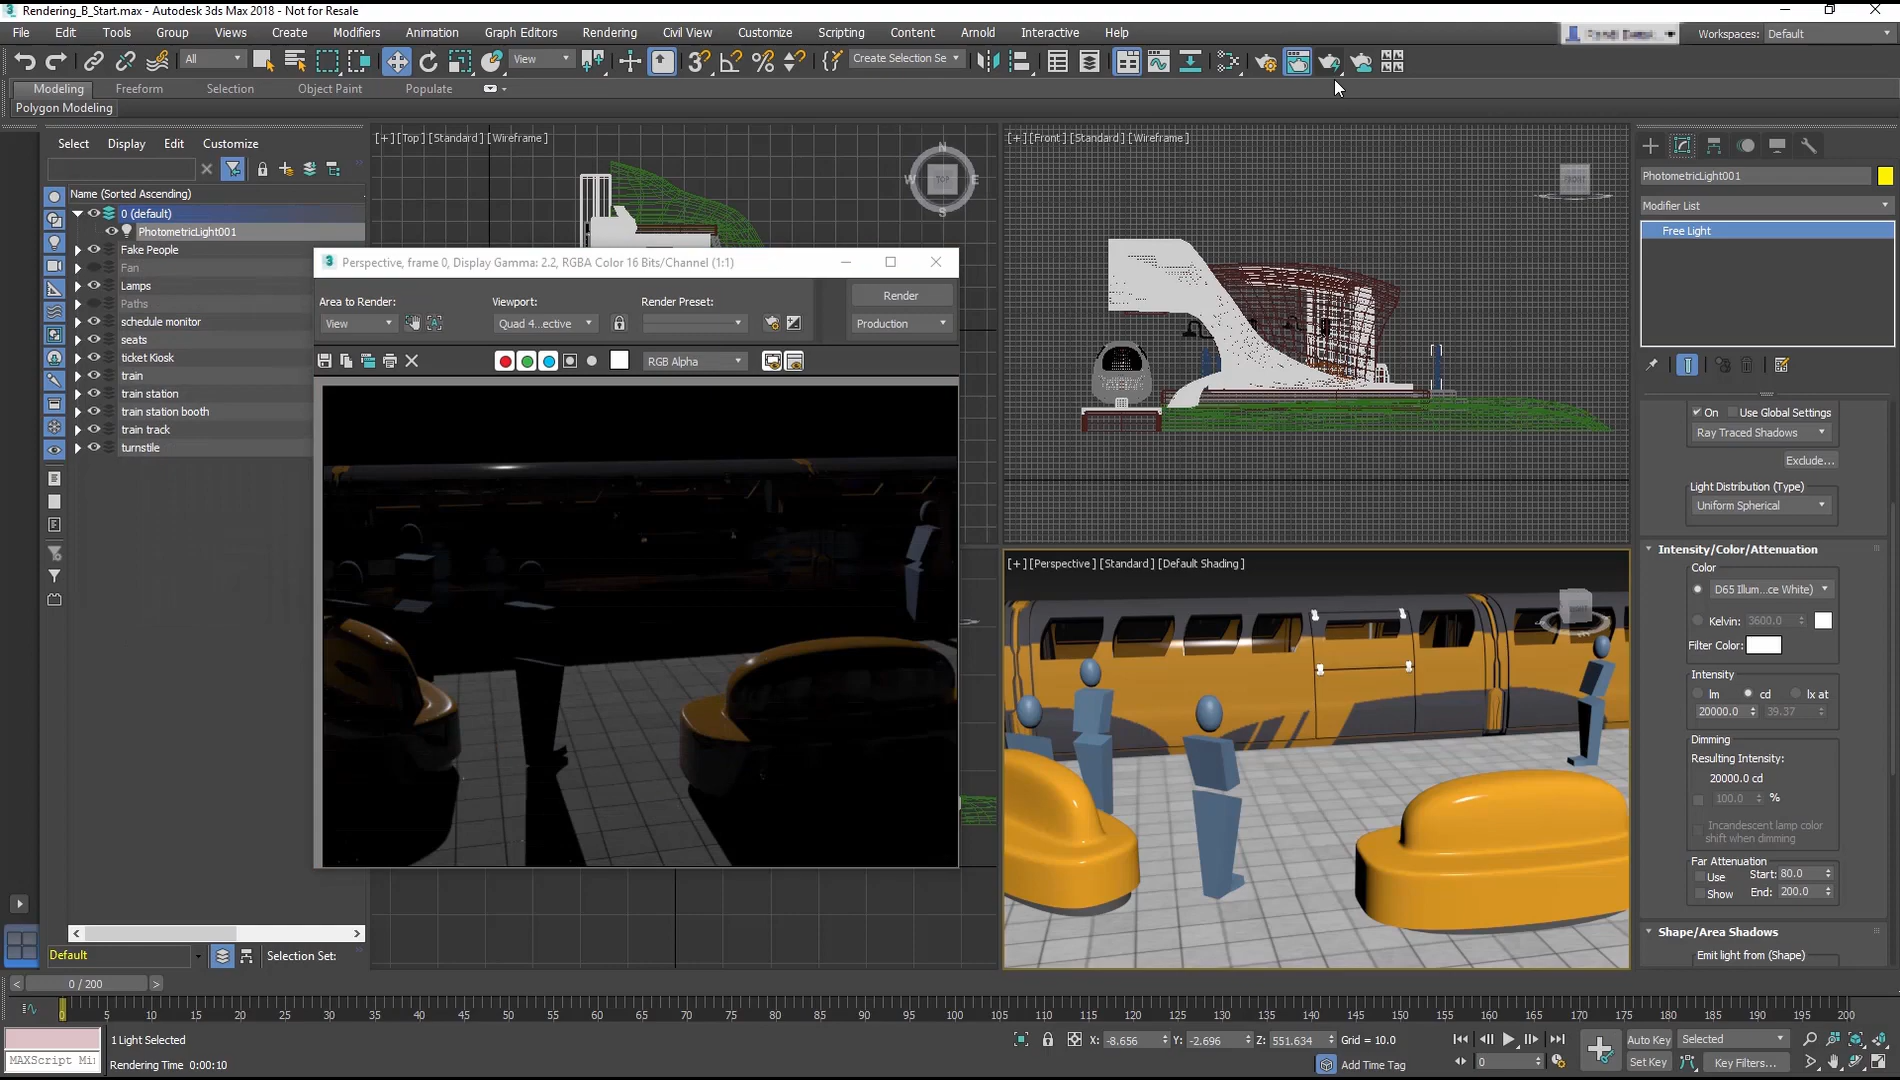 Rendering_B_Start.max - Autodesk 3ds Max 2018 - Not for Resale
File Edit Tools Group Views Create Modifiers Animation Graph Editors Rendering Civil View Customize Scripting Content Arnold Interactive Help
Workspaces: Default
All View Create Selection Se
Modeling Freeform Selection Object Paint Populate
Polygon Modeling
Select Display Edit Customize
Name (Sorted Ascending)
0 (default)
PhotometricLight001
Fake People
Fan
Lamps
Paths
schedule monitor
seats
ticket Kiosk
train
train station
train station booth
train track
turnstile
Default
Selection Set:
[+] [Top] [Standard] [Wireframe]
N
W TOP E
S
[+] [Front] [Standard] [Wireframe]
FRONT
Perspective, frame 0, Display Gamma: 2.2, RGBA Color 16 Bits/Channel (1:1)
Area to Render: Viewport: Render Preset: Render
View Quad 4...ective Production
RGB Alpha
[+] [Perspective] [Standard] [Default Shading]
PhotometricLight001
Modifier List
Free Light
On Use Global Settings
Ray Traced Shadows
Exclude...
Light Distribution (Type)
Uniform Spherical
Intensity/Color/Attenuation
Color
D65 Illum...ce White)
Kelvin: 3600.0
Filter Color:
Intensity
lm cd lx at
20000.0 39.37
Dimming
Resulting Intensity:
20000.0 cd
100.0 %
Incandescent lamp color
shift when dimming
Far Attenuation
Use Start: 80.0
Show End: 200.0
Shape/Area Shadows
Emit light from (Shape)
< 0 / 200 >
0 5 10 15 20 25 30 35 40 45 50 55 60 65 70 75 80 85 90 95 100 105 110 115 120 125 130 135 140 145 150 155 160 165 170 175 180 185 190 195 200
1 Light Selected
X: -8.656 Y: -2.696 Z: 551.634 Grid = 10.0
Auto Key Selected
MAXScript Mi
Rendering Time 0:00:10
Add Time Tag
0
Set Key Key Filters...